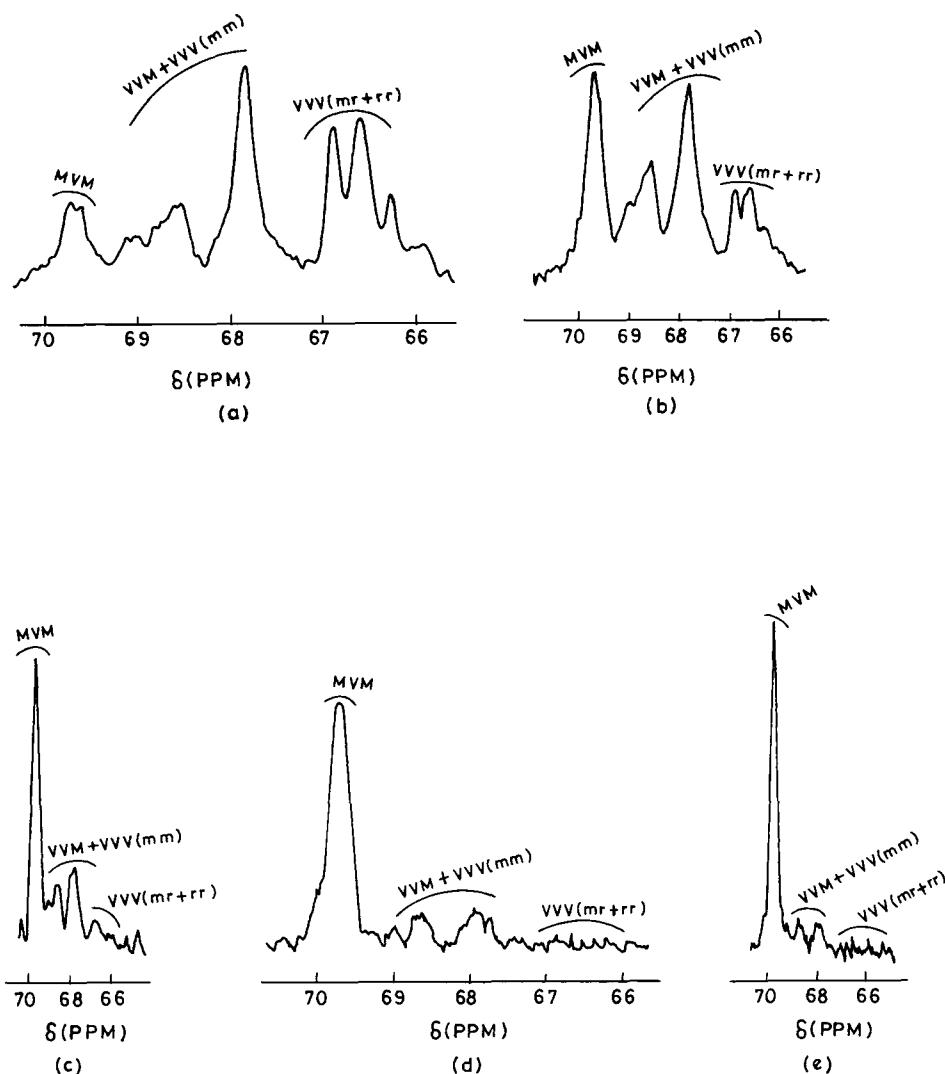 VVM+VVV(mm)
VVV(mr+rr)
MVM
70 69 68 67 66
δ(PPM)
(a)
MVM
VVM+VVV(mm)
VVV(mr+rr)
70 69 68 67 66
δ(PPM)
(b)
MVM
VVM+VVV(mm)
VVV(mr+rr)
70 68 66
δ(PPM)
(c)
MVM
VVM+VVV(mm)
VVV(mr+rr)
70 69 68 67 66
δ(PPM)
(d)
MVM
VVM+VVV(mm)
VVV(mr+rr)
70 68 66
δ(PPM)
(e)